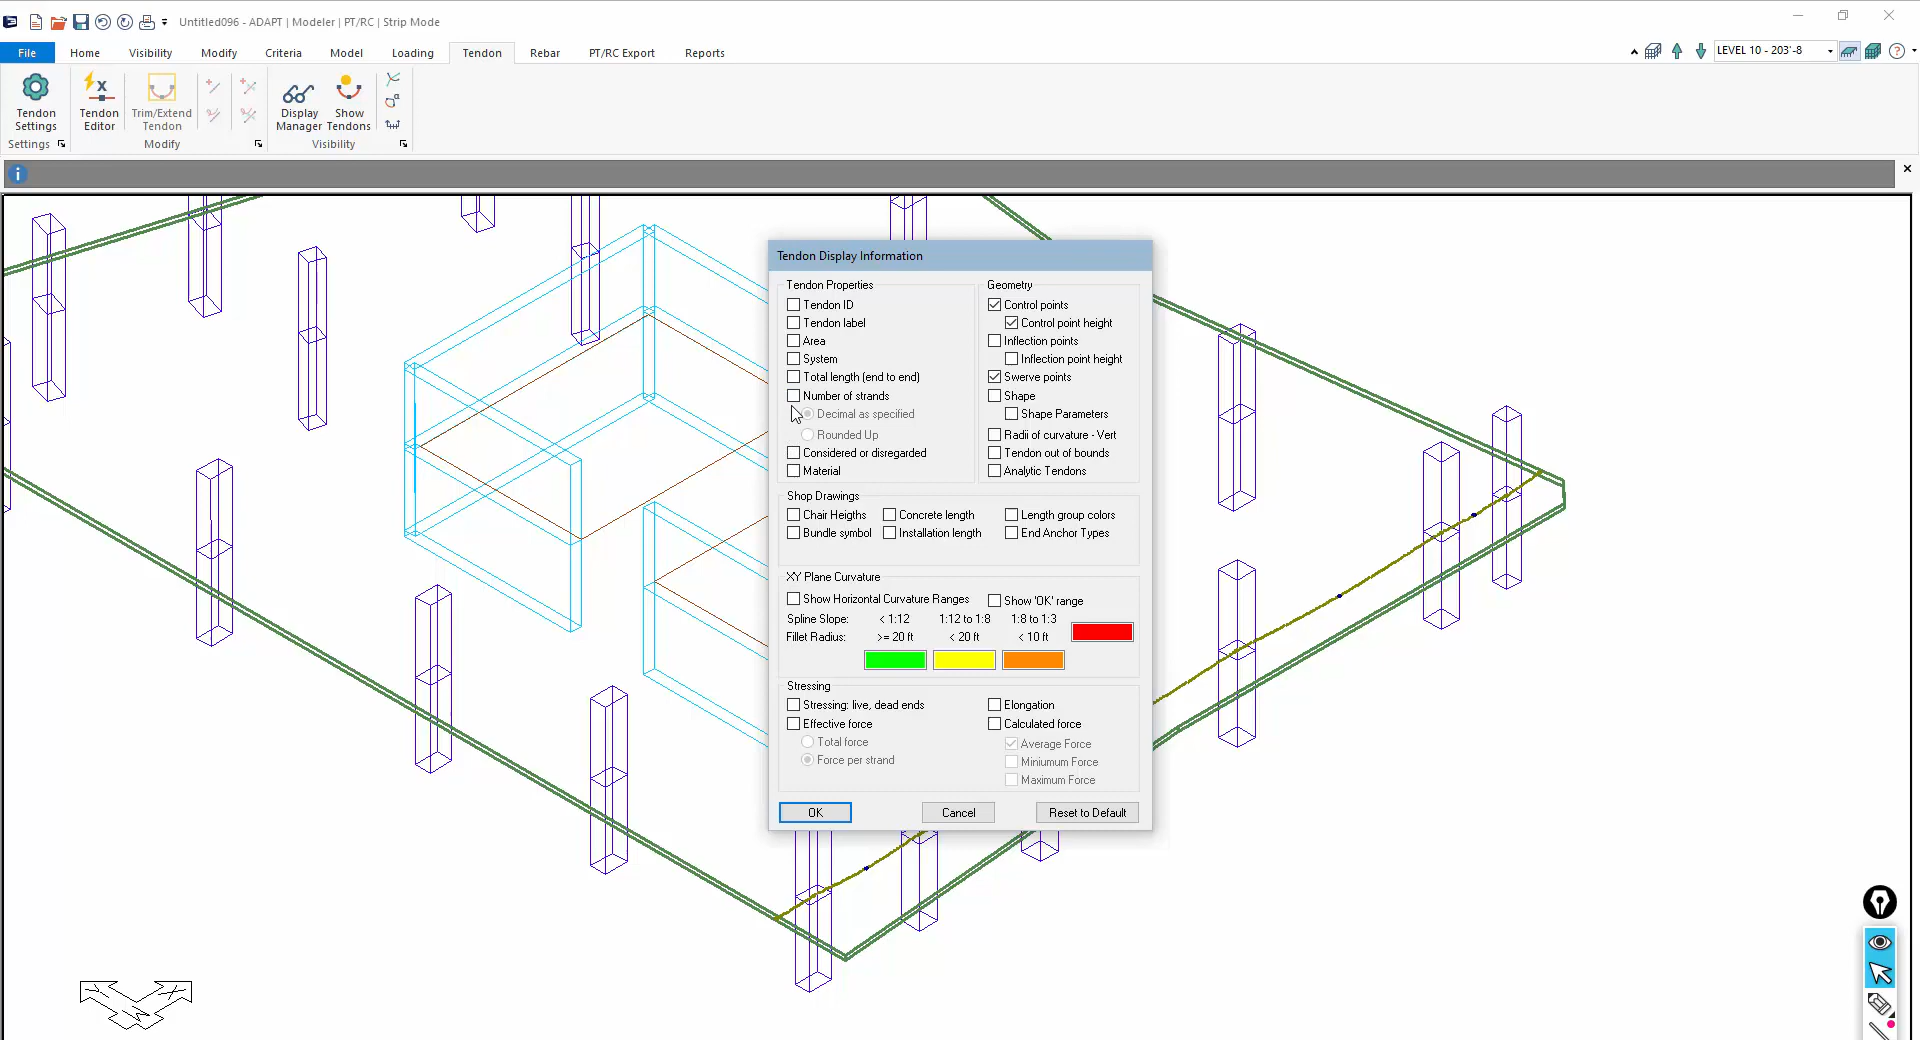 Untitled096 - ADAPT | Modeler | PT/RC | Strip Mode
File Home Visibility Modify Criteria Model Loading Tendon Rebar PT/RC Export Reports
LEVEL 10 - 203'-8
Tendon Settings
Tendon Editor
Trim/Extend Tendon
Display Manager
Show Tendons
Settings
Modify
Visibility
Tendon Display Information
Tendon Properties
Tendon ID
Tendon label
Area
System
Total length (end to end)
Number of strands
Decimal as specified
Rounded Up
Considered or disregarded
Material
Geometry
Control points
Control point height
Inflection points
Inflection point height
Swerve points
Shape
Shape Parameters
Radii of curvature - Vert
Tendon out of bounds
Analytic Tendons
Shop Drawings
Chair Heigths Concrete length Length group colors
Bundle symbol Installation length End Anchor Types
XY Plane Curvature
Show Horizontal Curvature Ranges Show 'OK' range
Spline Slope: < 1:12 1:12 to 1:8 1:8 to 1:3
Fillet Radius: >= 20 ft < 20 ft < 10 ft
Stressing
Stressing: live, dead ends
Effective force
Total force
Force per strand
Elongation
Calculated force
Average Force
Miniumum Force
Maximum Force
OK Cancel Reset to Default